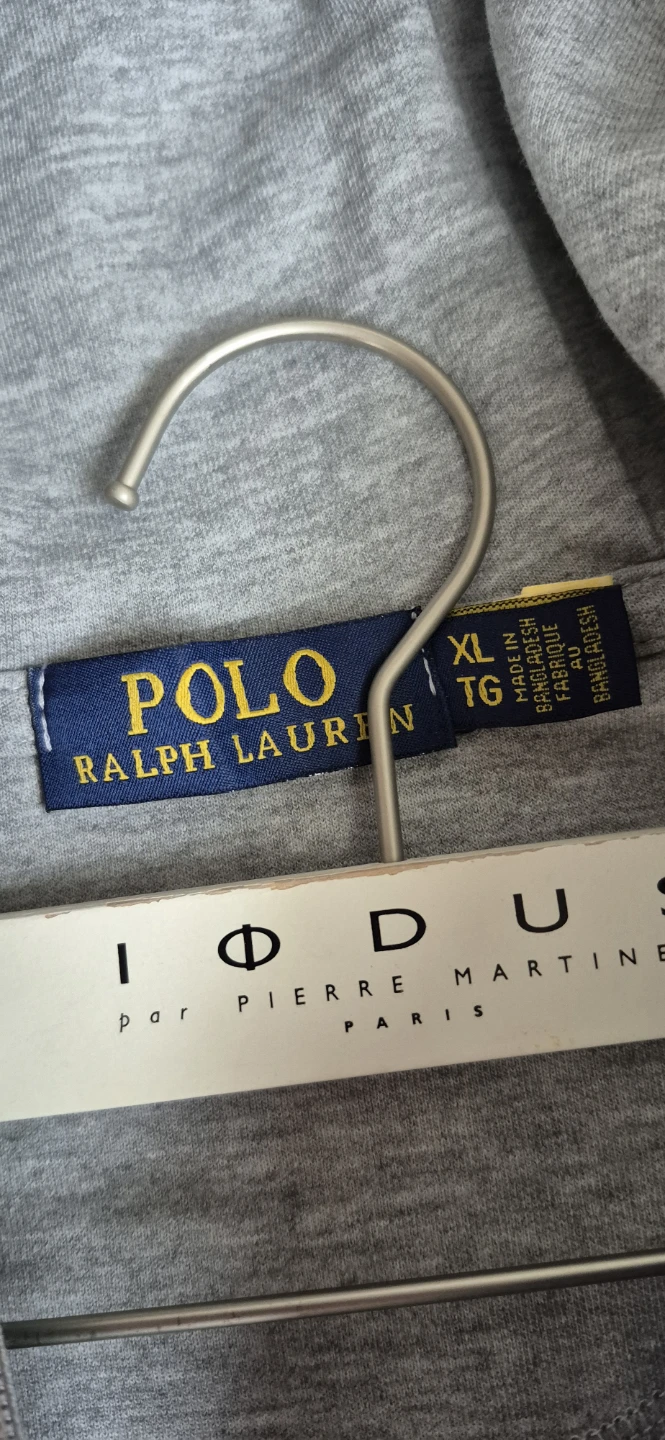 POLO
RALPH LAUREN
XL
TG
MADE IN
BANGLADESH
FABRIQUE
AU
BANGLADESH
IΦDUS
par PIERRE MARTINE
PARIS